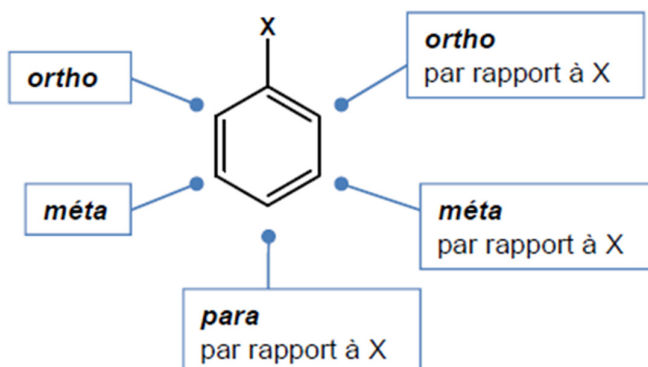 X
ortho
par rapport à X
ortho
méta
méta
par rapport à X
para
par rapport à X